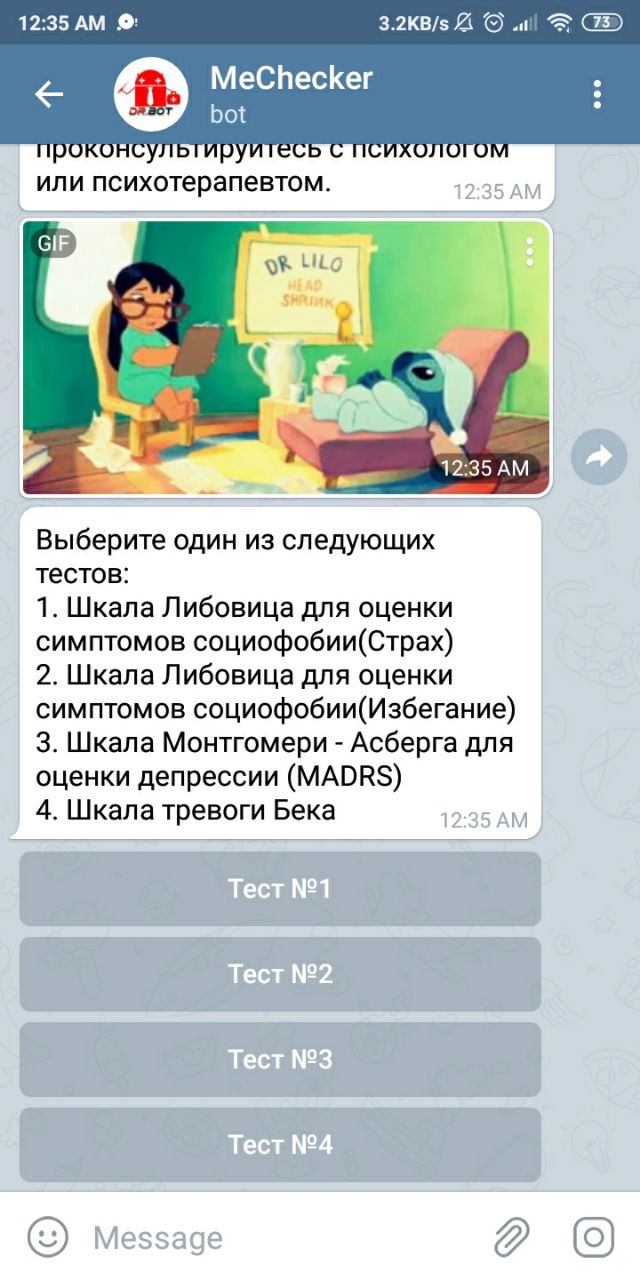 12:35 AM
3.2KB/s
73
DR.BOT
MeChecker
bot
проконсультируйтесь с психологом
или психотерапевтом.
12:35 AM
GIF
DR LILO
HEAD
SHRINK
12:35 AM
Выберите один из следующих
тестов:
1. Шкала Либовица для оценки
симптомов социофобии(Страх)
2. Шкала Либовица для оценки
симптомов социофобии(Избегание)
3. Шкала Монтгомери - Асберга для
оценки депрессии (MADRS)
4. Шкала тревоги Бека
12:35 AM
Тест №1
Тест №2
Тест №3
Тест №4
Message